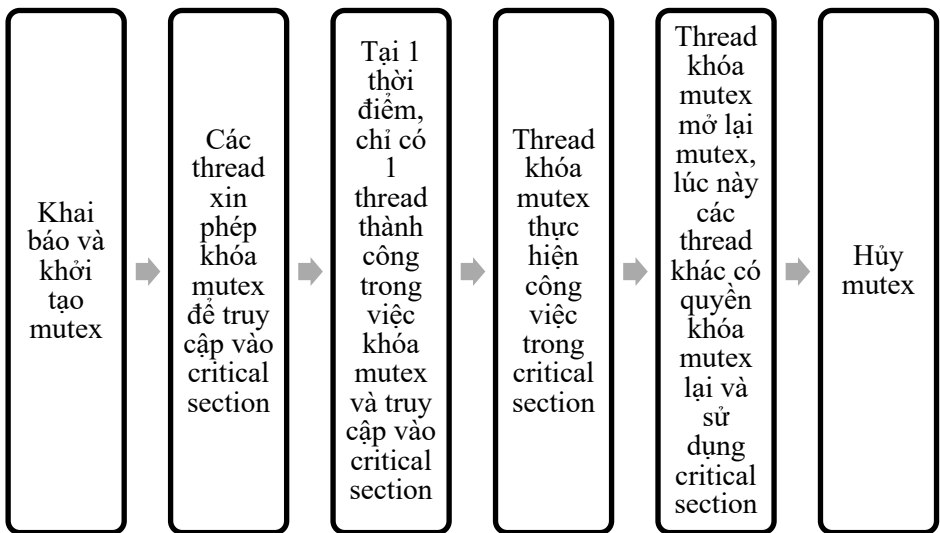 Khai
báo và
khởi
tạo
mutex
Các
thread
xin
phép
khóa
mutex
để truy
cập vào
critical
section
Tại 1
thời
điểm,
chỉ có
1
thread
thành
công
trong
việc
khóa
mutex
và truy
cập vào
critical
section
Thread
khóa
mutex
thực
hiện
công
việc
trong
critical
section
Thread
khóa
mutex
mở lại
mutex,
lúc này
các
thread
khác có
quyền
khóa
mutex
lại và
sử
dụng
critical
section
Hủy
mutex